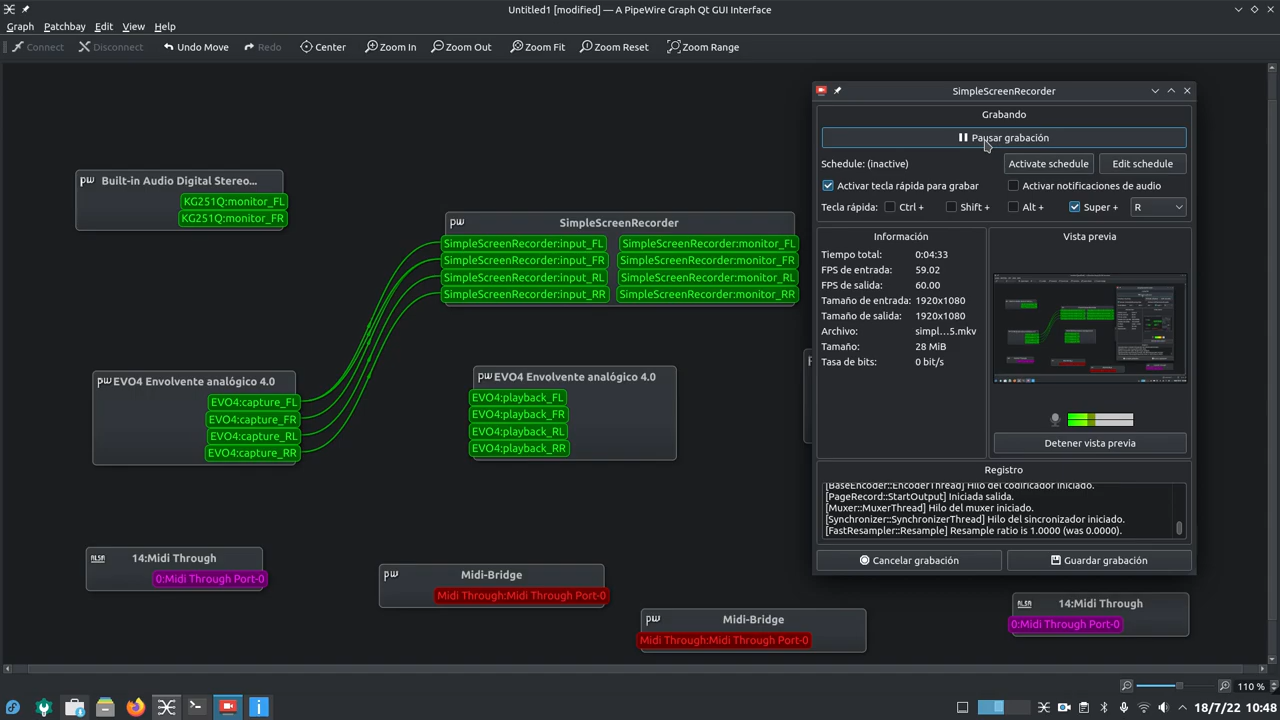 Untitled1 [modified] — A PipeWire Graph Qt GUI Interface
Graph Patchbay Edit View Help
Connect Disconnect Undo Move Redo Center Zoom In Zoom Out Zoom Fit Zoom Reset Zoom Range
Built-in Audio Digital Stereo...
KG251Q:monitor_FL
KG251Q:monitor_FR
SimpleScreenRecorder
SimpleScreenRecorder:input_FL SimpleScreenRecorder:monitor_FL
SimpleScreenRecorder:input_FR SimpleScreenRecorder:monitor_FR
SimpleScreenRecorder:input_RL SimpleScreenRecorder:monitor_RL
SimpleScreenRecorder:input_RR SimpleScreenRecorder:monitor_RR
EVO4 Envolvente analógico 4.0
EVO4:capture_FL
EVO4:capture_FR
EVO4:capture_RL
EVO4:capture_RR
EVO4 Envolvente analógico 4.0
EVO4:playback_FL
EVO4:playback_FR
EVO4:playback_RL
EVO4:playback_RR
14:Midi Through
0:Midi Through Port-0
Midi-Bridge
Midi Through:Midi Through Port-0
Midi-Bridge
Midi Through:Midi Through Port-0
14:Midi Through
0:Midi Through Port-0
SimpleScreenRecorder
Grabando
Pausar grabación
Schedule: (inactive) Activate schedule Edit schedule
Activar tecla rápida para grabar Activar notificaciones de audio
Tecla rápida: Ctrl + Shift + Alt + Super + R
Información
Tiempo total: 0:04:33
FPS de entrada: 59.02
FPS de salida: 60.00
Tamaño de entrada: 1920x1080
Tamaño de salida: 1920x1080
Archivo: simpl...5.mkv
Tamaño: 28 MiB
Tasa de bits: 0 bit/s
Vista previa
Detener vista previa
Registro
[BaseEncoder::EncoderThread] Hilo del codificador iniciado.
[PageRecord::StartOutput] Iniciada salida.
[Muxer::MuxerThread] Hilo del muxer iniciado.
[Synchronizer::SynchronizerThread] Hilo del sincronizador iniciado.
[FastResampler::Resample] Resample ratio is 1.0000 (was 0.0000).
Cancelar grabación Guardar grabación
110 %
18/7/22 10:48